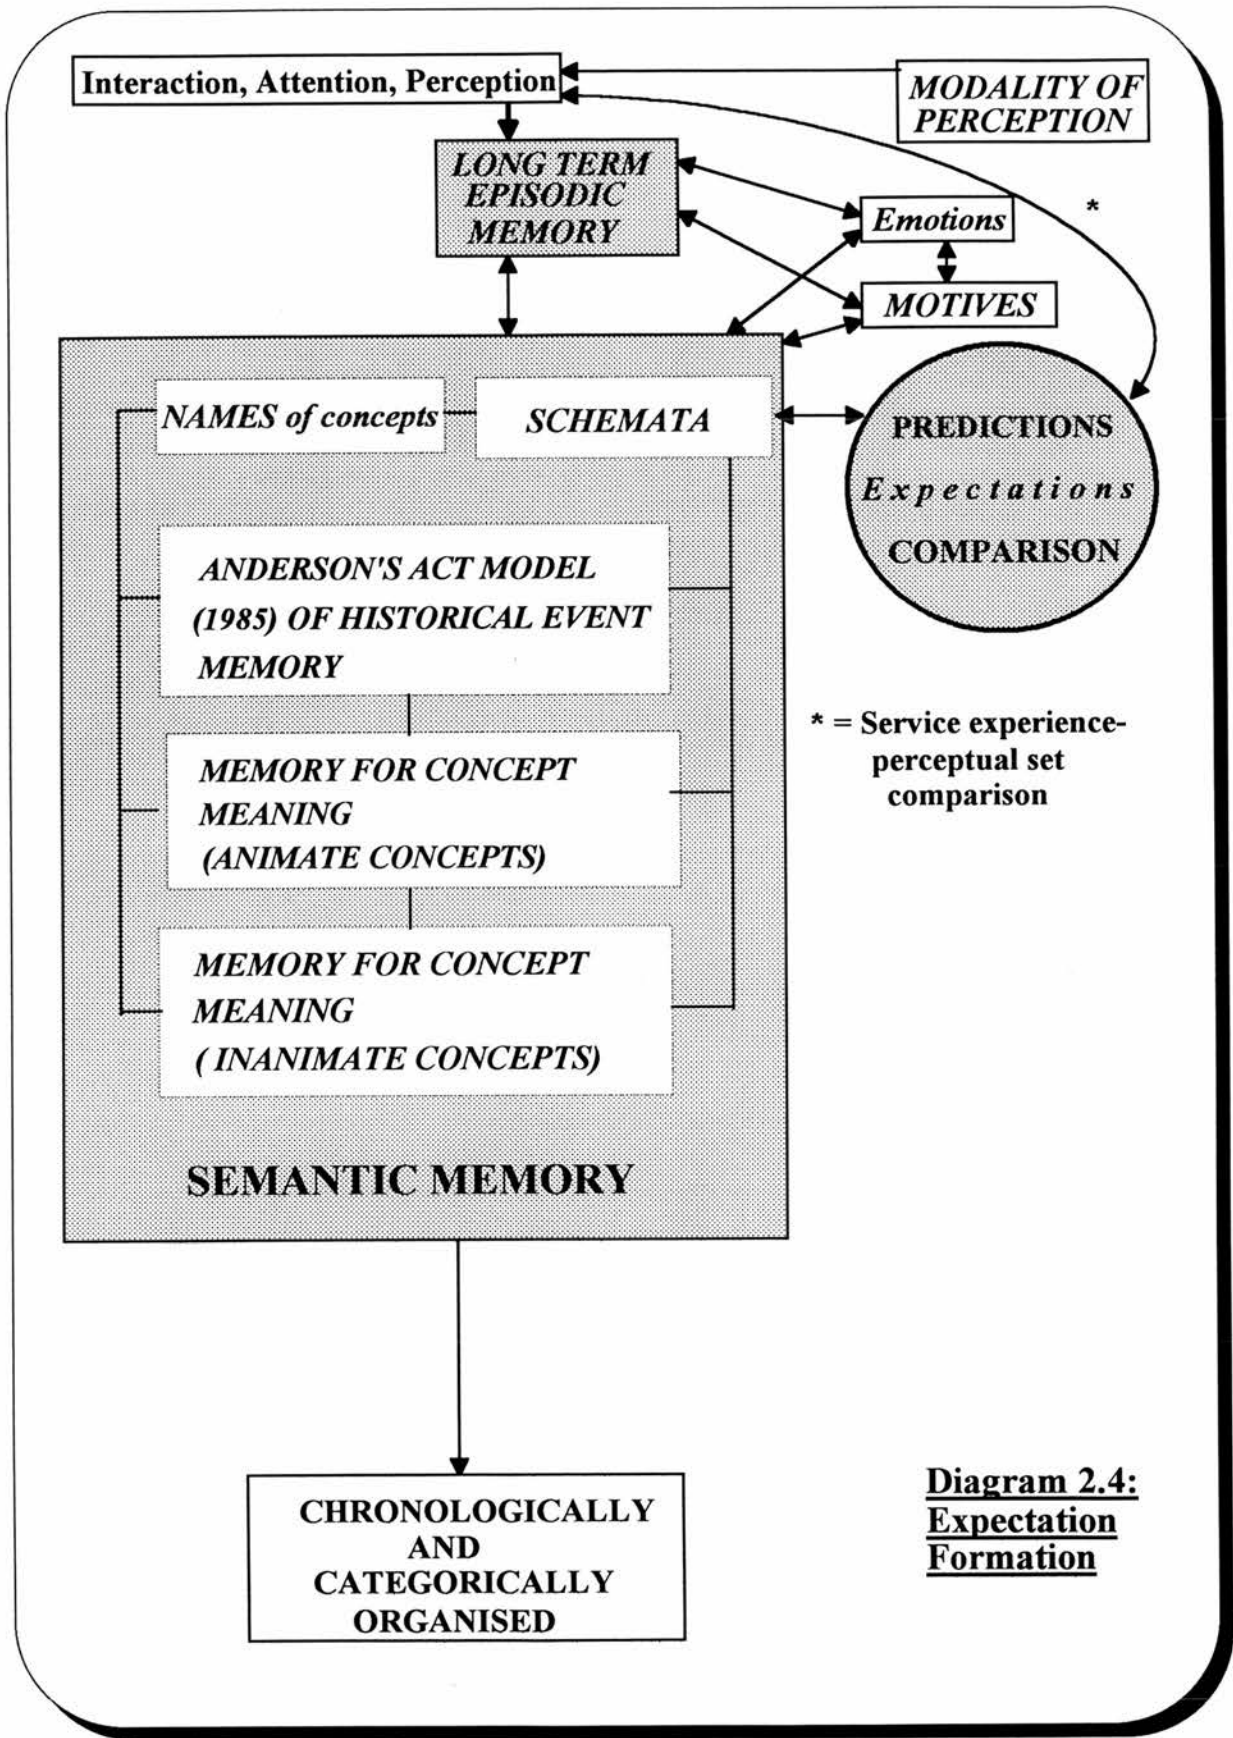 Interaction, Attention, Perception
MODALITY OF
PERCEPTION
LONG TERM
EPISODIC
MEMORY
*
Emotions
MOTIVES
NAMES of concepts
SCHEMATA
PREDICTIONS
Expectations
COMPARISON
ANDERSON'S ACT MODEL
(1985) OF HISTORICAL EVENT
MEMORY
* = Service experience-
perceptual set
comparison
MEMORY FOR CONCEPT
MEANING
(ANIMATE CONCEPTS)
MEMORY FOR CONCEPT
MEANING
( INANIMATE CONCEPTS)
SEMANTIC MEMORY
CHRONOLOGICALLY
AND
CATEGORICALLY
ORGANISED
Diagram 2.4:
Expectation
Formation